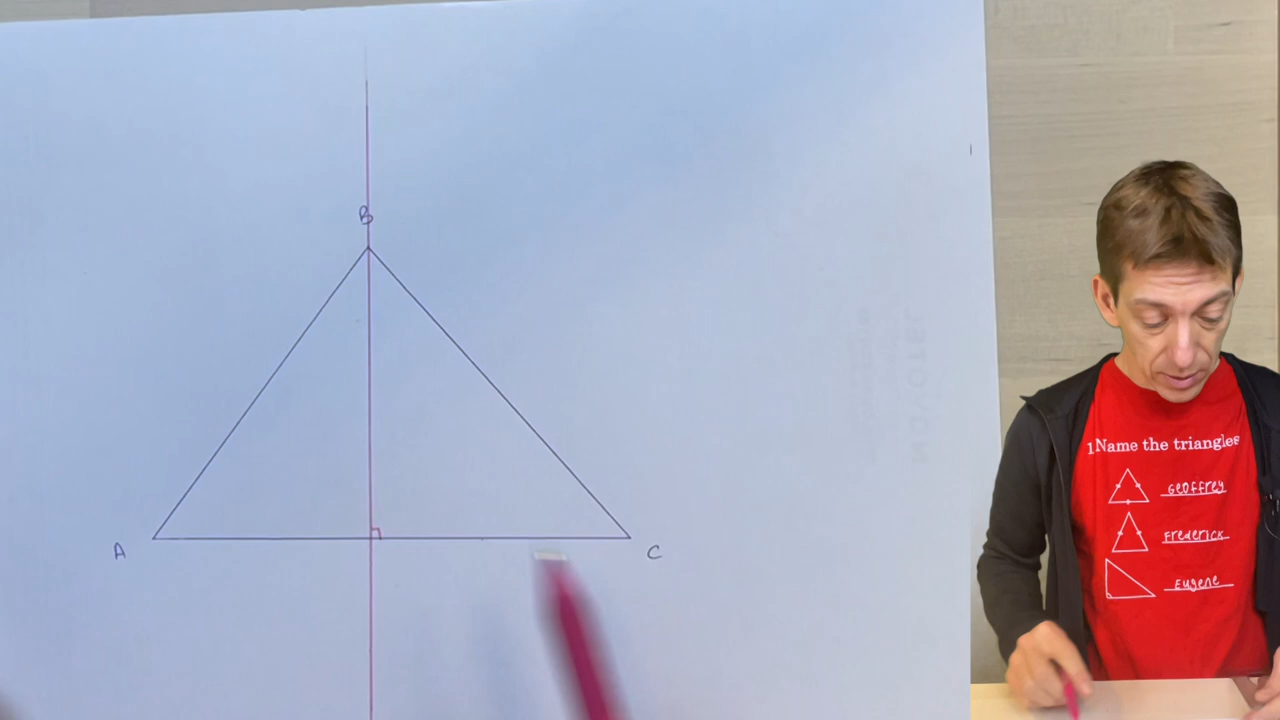 B
A
C
1Name the triangles
GEOFFREY
FREDERICK
EUGENE